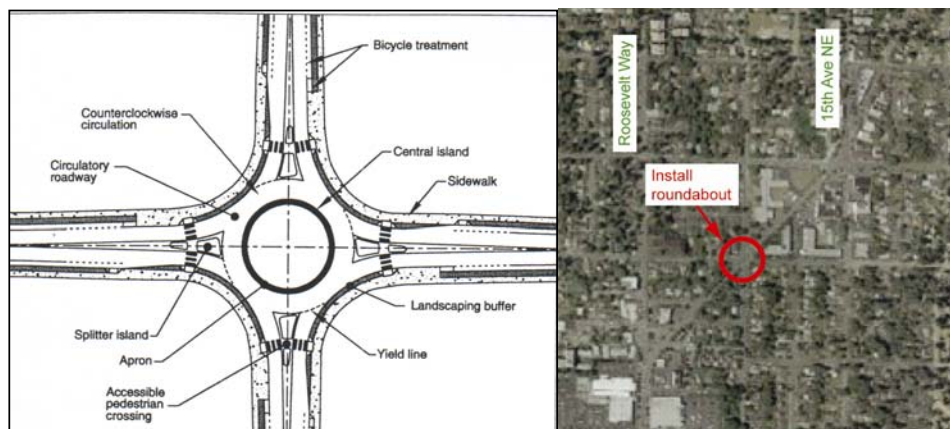 Bicycle treatment
Counterclockwise
circulation
Circulatory
roadway
Central island
Sidewalk
Splitter island
Apron
Accessible
pedestrian
crossing
Landscaping buffer
Yield line
Roosevelt Way
15th Ave NE
Install
roundabout